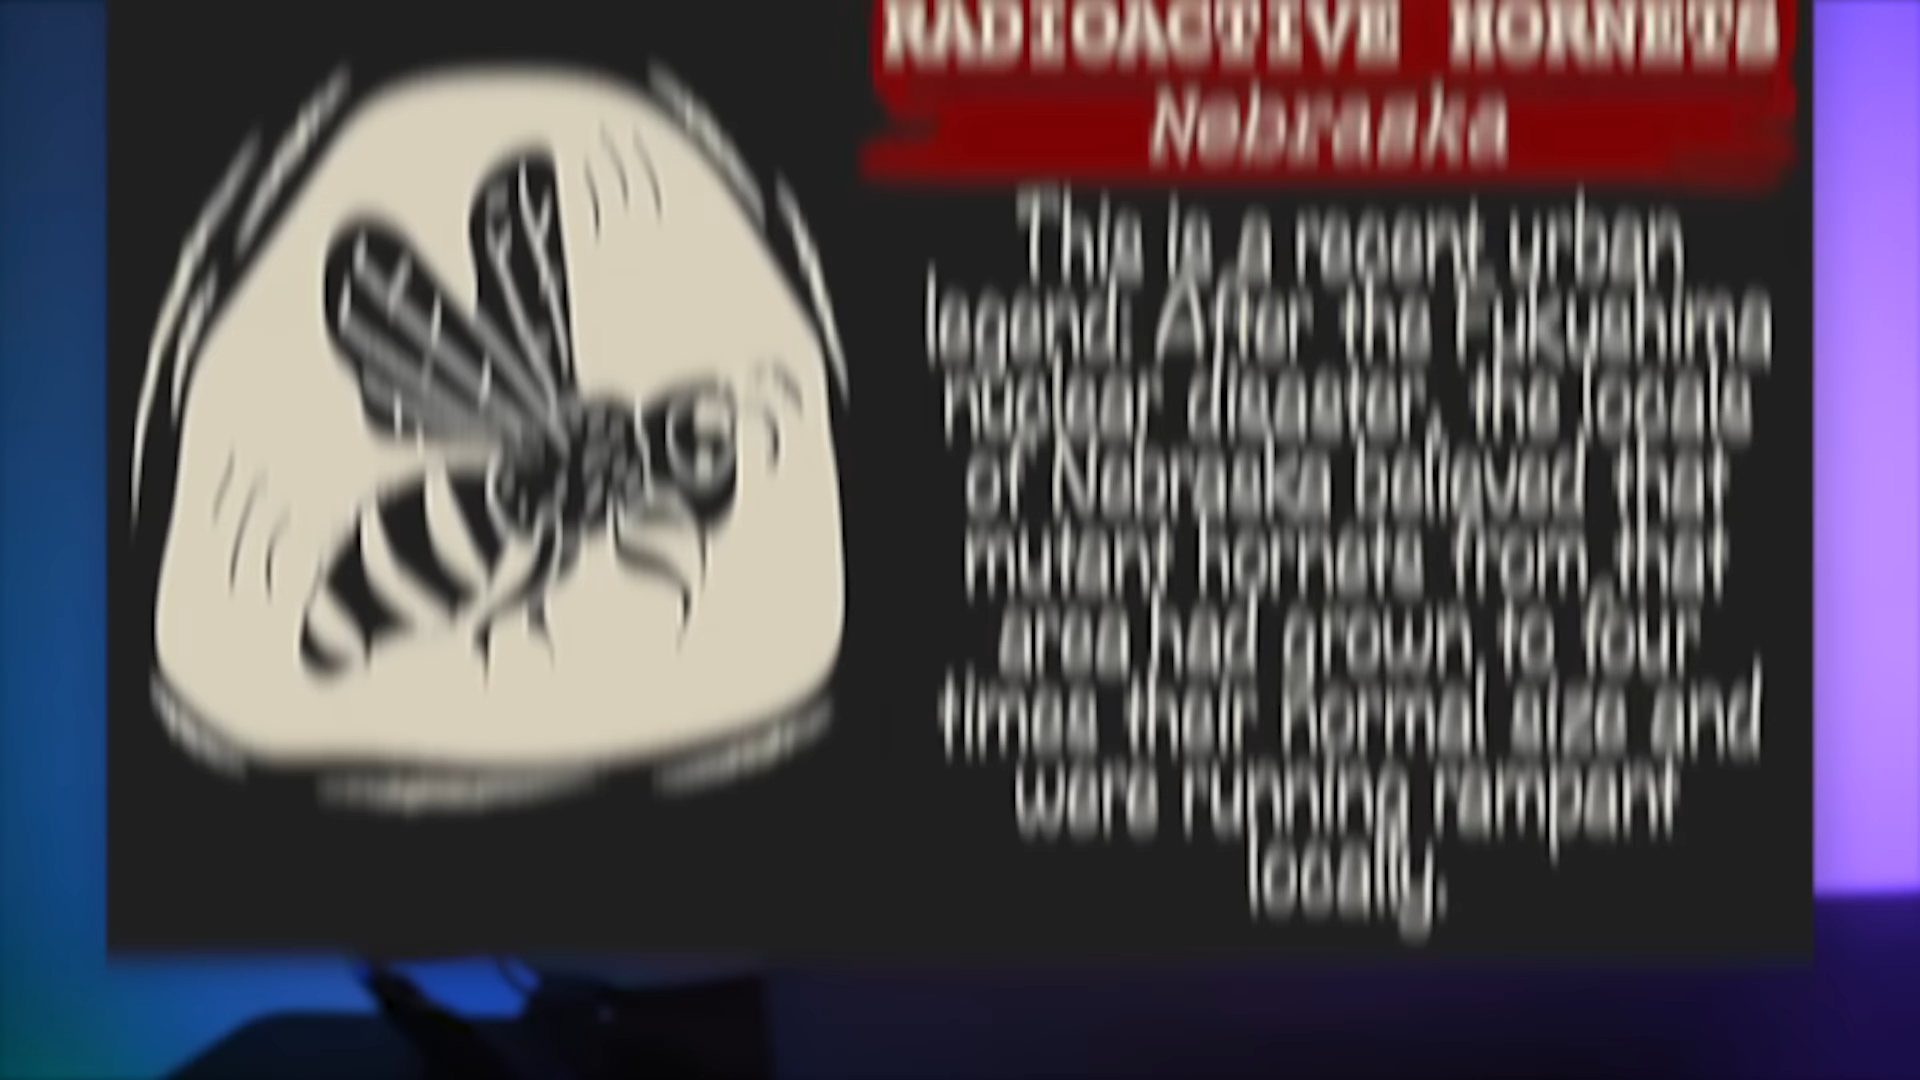 RADIOACTIVE HORNETS
Nebraska
This is a recent urban
legend: After the Fukushima
nuclear disaster, the locals
of Nebraska believed that
mutant hornets from that
area had grown to four
times their normal size and
were running rampant
locally.